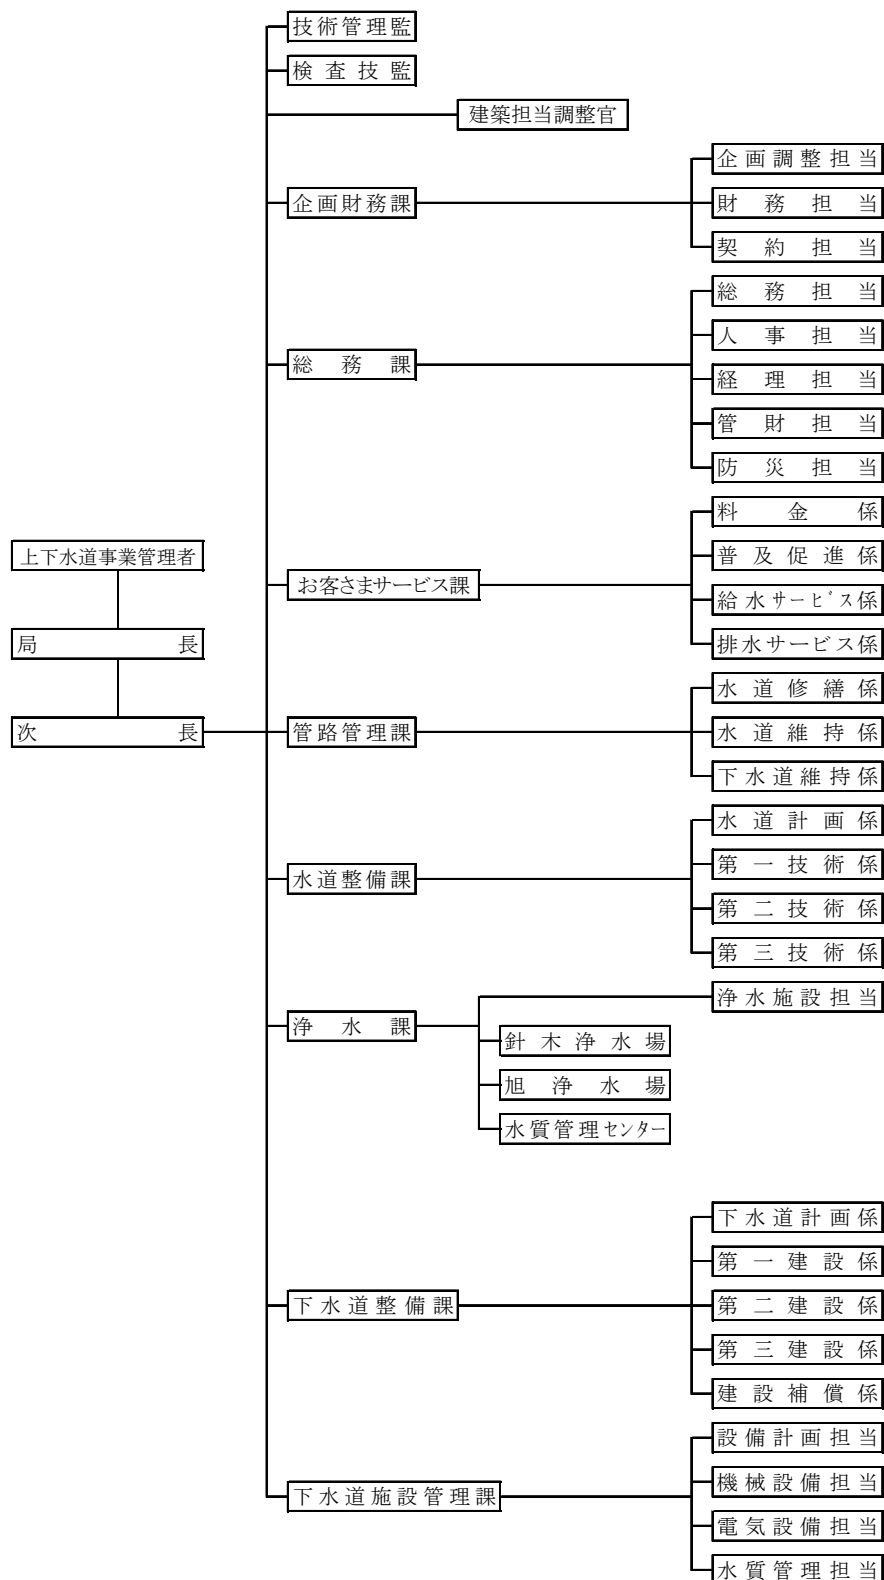 技術管理監
検査技監
建築担当調整官
企画調整担当
企画財務課
財務担当
契約担当
総務担当
人事担当
総務課
経理担当
管財担当
防災担当
料金係
上下水道事業管理者
普及促進係
お客さまサービス課
給水サービス係
局長
排水サービス係
水道修繕係
次長
管路管理課
水道維持係
下水道維持係
水道計画係
第一技術係
水道整備課
第二技術係
第三技術係
浄水施設担当
浄水課
針木浄水場
旭浄水場
水質管理センター
下水道計画係
第一建設係
下水道整備課
第二建設係
第三建設係
建設補償係
設備計画担当
機械設備担当
下水道施設管理課
電気設備担当
水質管理担当